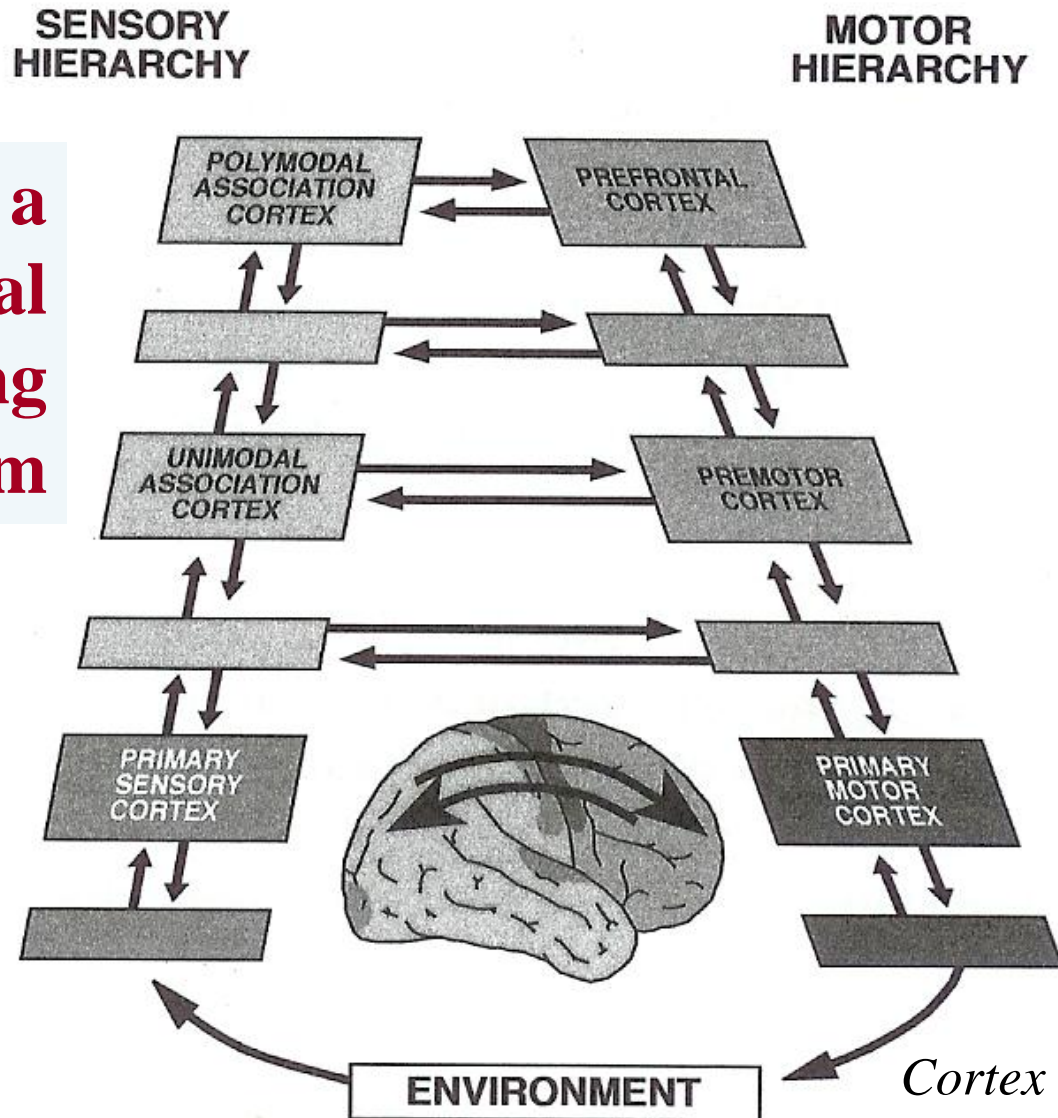 SENSORY
HIERARCHY
MOTOR
HIERARCHY
a
al
ng
m
POLYMODAL
ASSOCIATION
CORTEX
PREFRONTAL
CORTEX
UNIMODAL
ASSOCIATION
CORTEX
PREMOTOR
CORTEX
PRIMARY
SENSORY
CORTEX
PRIMARY
MOTOR
CORTEX
ENVIRONMENT
Cortex